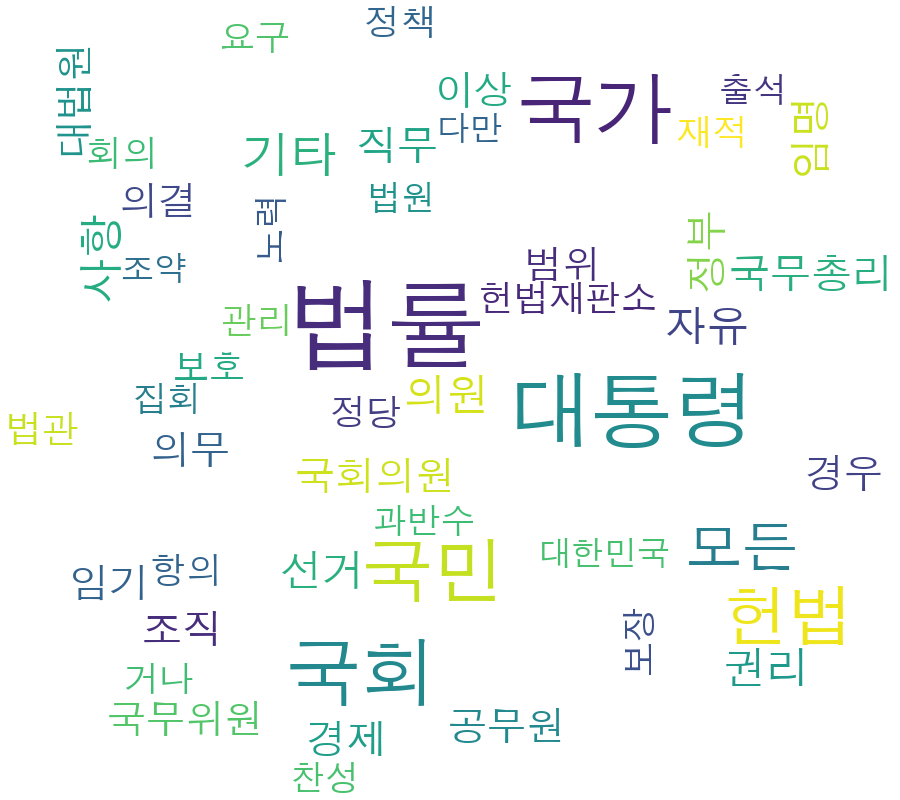 정책
요구
대법원
이상
국가
출석
다만
재적
임명
회의
기타
직무
의결
법원
노력
사항
조약
정부
국무총리
범위
헌법재판소
관리
법률
자유
보호
집회
정당
의원
대통령
법관
의무
국회의원
경우
과반수
국민
대한민국
모든
선거
임기
항의
헌법
조직
보장
권리
국회
거나
국무위원
경제
공무원
찬성